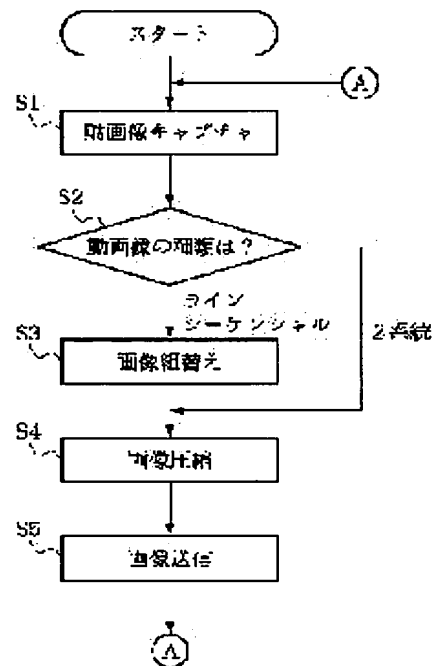 スタート
A
S1
動画像キャプチャ
S2
動画像の種類は？
ライン
シーケンシャル
2系統
S3
画像組替え
S4
画像圧縮
S5
画像送信
A